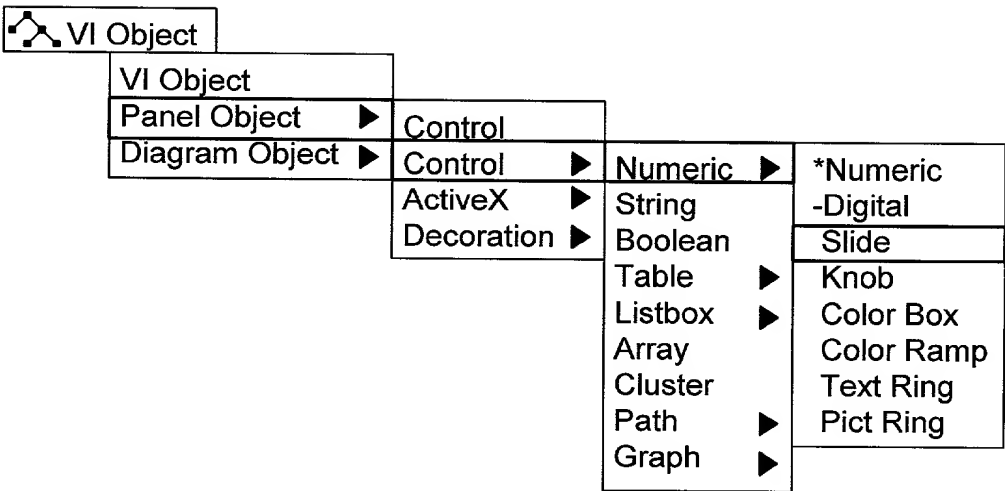 VI Object
VI Object
Panel Object
Diagram Object
Control
Control
ActiveX
Decoration
Numeric
String
Boolean
Table
Listbox
Array
Cluster
Path
Graph
*Numeric
-Digital
Slide
Knob
Color Box
Color Ramp
Text Ring
Pict Ring